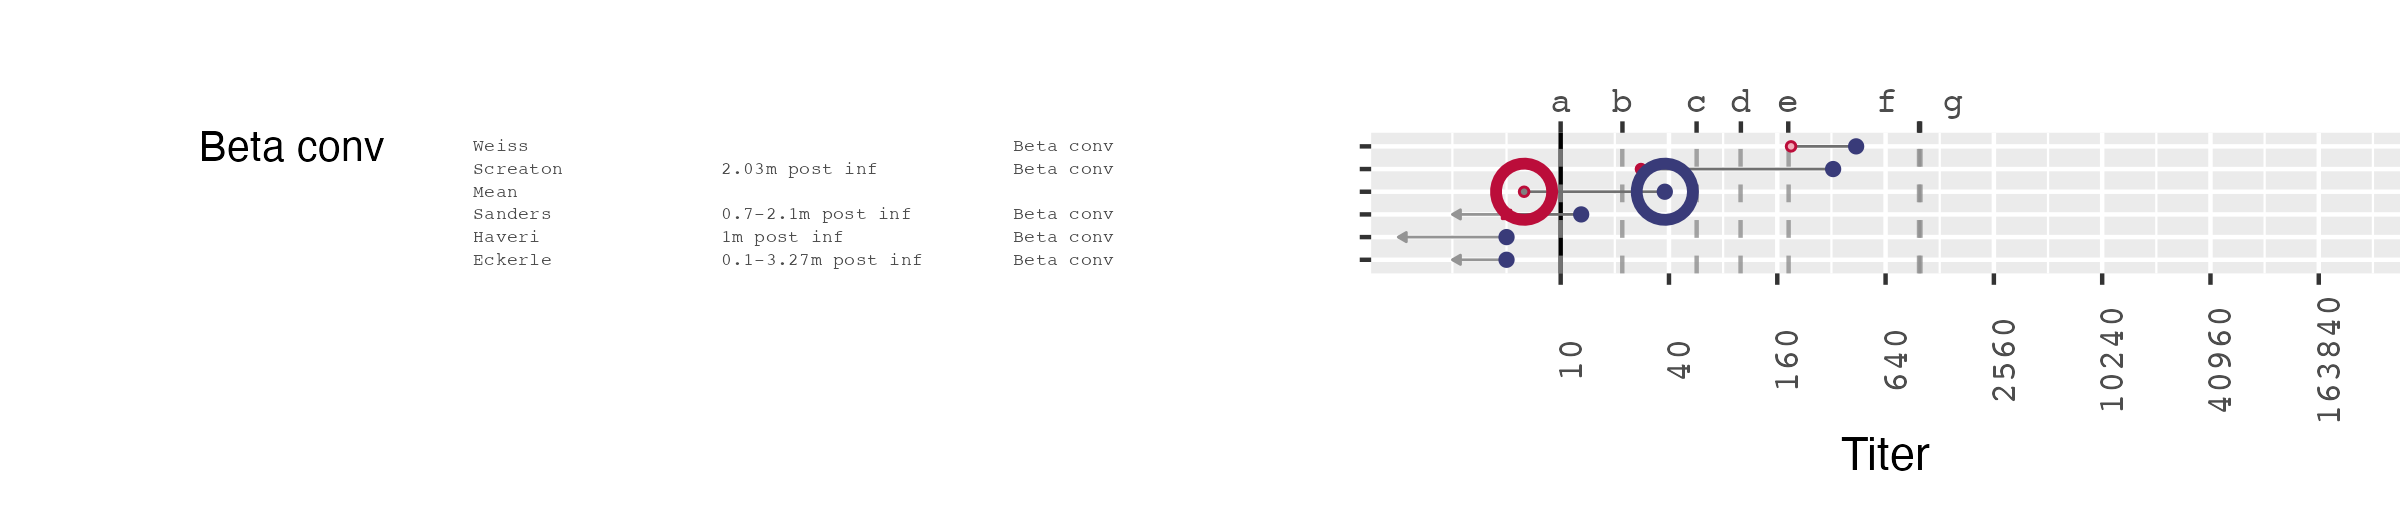 a b c d e f g
Beta conv
Weiss Beta conv
Screaton 2.03m post inf Beta conv
Mean
Sanders 0.7-2.1m post inf Beta conv
Haveri 1m post inf Beta conv
Eckerle 0.1-3.27m post inf Beta conv
10 40 160 640 2560 10240 40960 163840
Titer